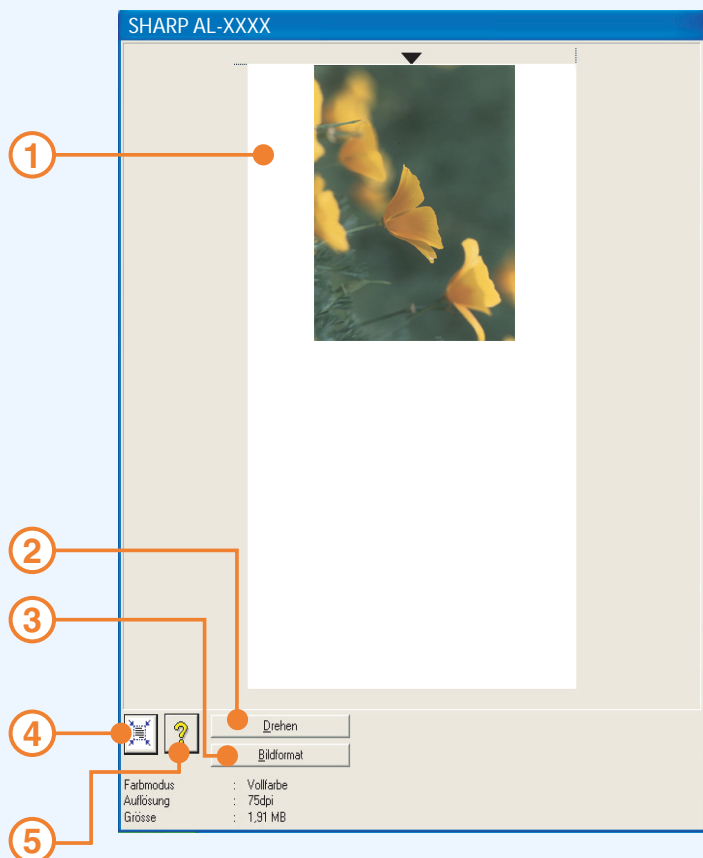 SHARP AL-XXXX
1
2
3
4
?
Drehen
Bildformat
5
Farbmodus : Vollfarbe
Auflösung : 75dpi
Grösse : 1,91 MB